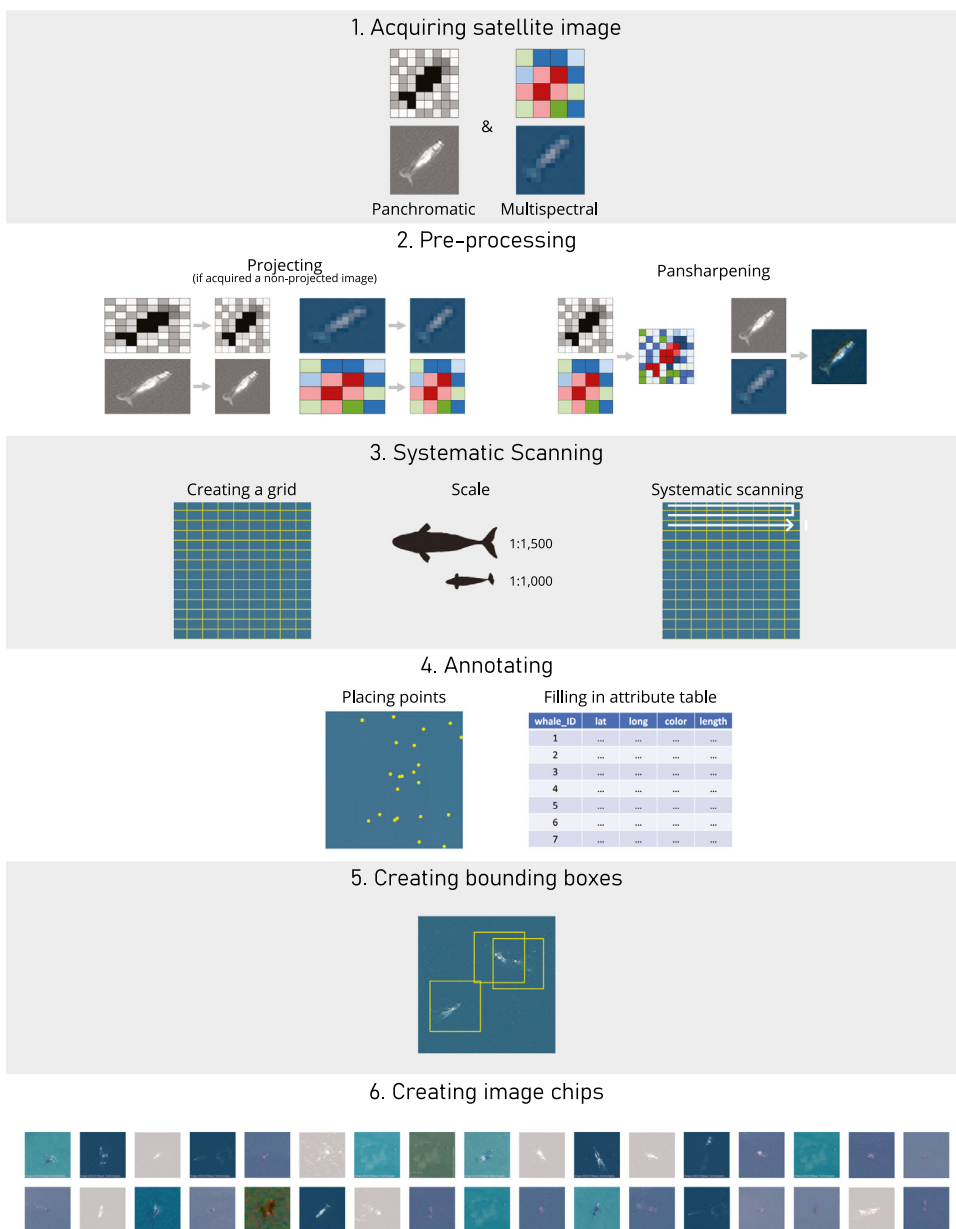 1. Acquiring satellite image
&
Panchromatic
Multispectral
2. Pre-processing
Projecting
(if acquired a non-projected image)
Pansharpening
3. Systematic Scanning
Creating a grid
Scale
Systematic scanning
1:1,500
1:1,000
4. Annotating
Placing points
Filling in attribute table
whale_ID lat long color length
1 ... ... ... ...
2 ... ... ... ...
3 ... ... ... ...
4 ... ... ... ...
5 ... ... ... ...
6 ... ... ... ...
7 ... ... ... ...
5. Creating bounding boxes
6. Creating image chips